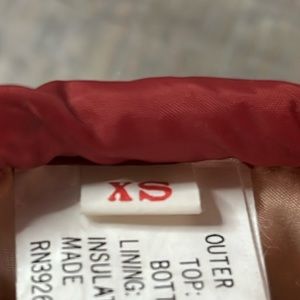 XS
OUTER
TOP:
BOTT
LINING:
INSULAT
MADE
RN3926